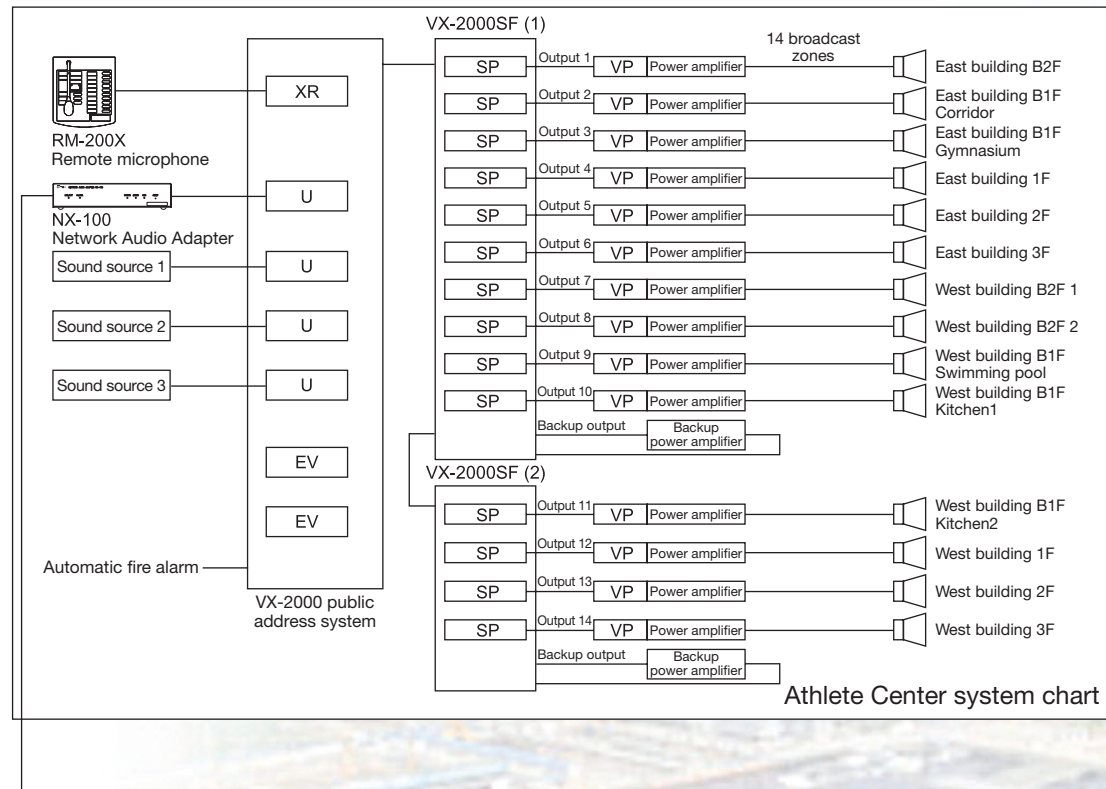 VX-2000SF (1)
14 broadcast
zones
SP
Output 1
VP
Power amplifier
East building B2F
XR
SP
Output 2
VP
Power amplifier
East building B1F
Corridor
RM-200X
Remote microphone
SP
Output 3
VP
Power amplifier
East building B1F
Gymnasium
SP
Output 4
VP
Power amplifier
East building 1F
U
NX-100
Network Audio Adapter
SP
Output 5
VP
Power amplifier
East building 2F
SP
Output 6
VP
Power amplifier
East building 3F
Sound source 1
U
SP
Output 7
VP
Power amplifier
West building B2F 1
Sound source 2
U
SP
Output 8
VP
Power amplifier
West building B2F 2
SP
Output 9
VP
Power amplifier
West building B1F
Swimming pool
Sound source 3
U
SP
Output 10
VP
Power amplifier
West building B1F
Kitchen1
Backup output
Backup
power amplifier
EV
VX-2000SF (2)
EV
SP
Output 11
VP
Power amplifier
West building B1F
Kitchen2
SP
Output 12
VP
Power amplifier
West building 1F
Automatic fire alarm
SP
Output 13
VP
Power amplifier
West building 2F
VX-2000 public
address system
SP
Output 14
VP
Power amplifier
West building 3F
Backup output
Backup
power amplifier
Athlete Center system chart